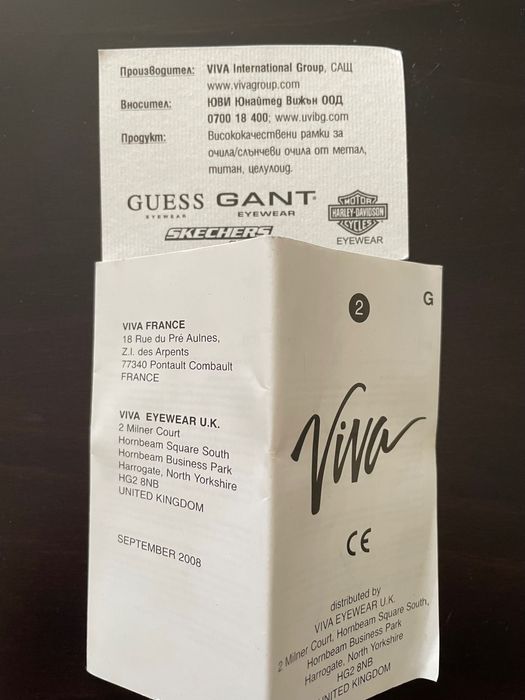 Производител: VIVA International Group, САЩ
www.vivagroup.com
Вносител: ЮВИ Юнайтед Вижън ООД
0700 18 400; www.uvibg.com
Продукт: Висококачествени рамки за
очила/слънчеви очила от метал,
титан, целулоид.
GUESS
EYEWEAR
GANT
EYEWEAR
SKECHERS
MOTOR
HARLEY-DAVIDSON
CYCLES
EYEWEAR
VIVA FRANCE
18 Rue du Pré Aulnes,
Z.I. des Arpents
77340 Pontault Combault
FRANCE
VIVA EYEWEAR U.K.
2 Milner Court
Hornbeam Square South
Hornbeam Business Park
Harrogate, North Yorkshire
HG2 8NB
UNITED KINGDOM
SEPTEMBER 2008
2
G
Viva
CE
distributed by
VIVA EYEWEAR U.K.
2 Milner Court, Hornbeam Square South,
Hornbeam Business Park
Harrogate, North Yorkshire
HG2 8NB
UNITED KINGDOM